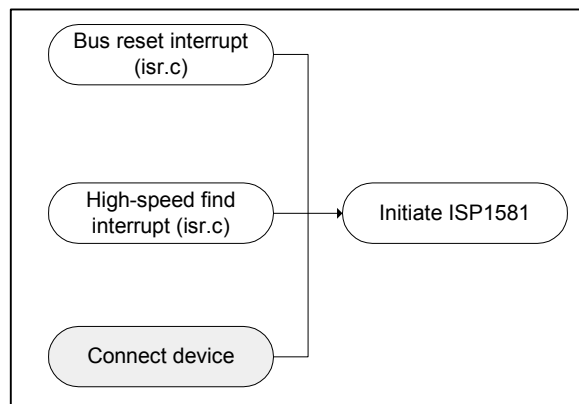 Bus reset interrupt
(isr.c)
High-speed find
interrupt (isr.c)
Initiate ISP1581
Connect device